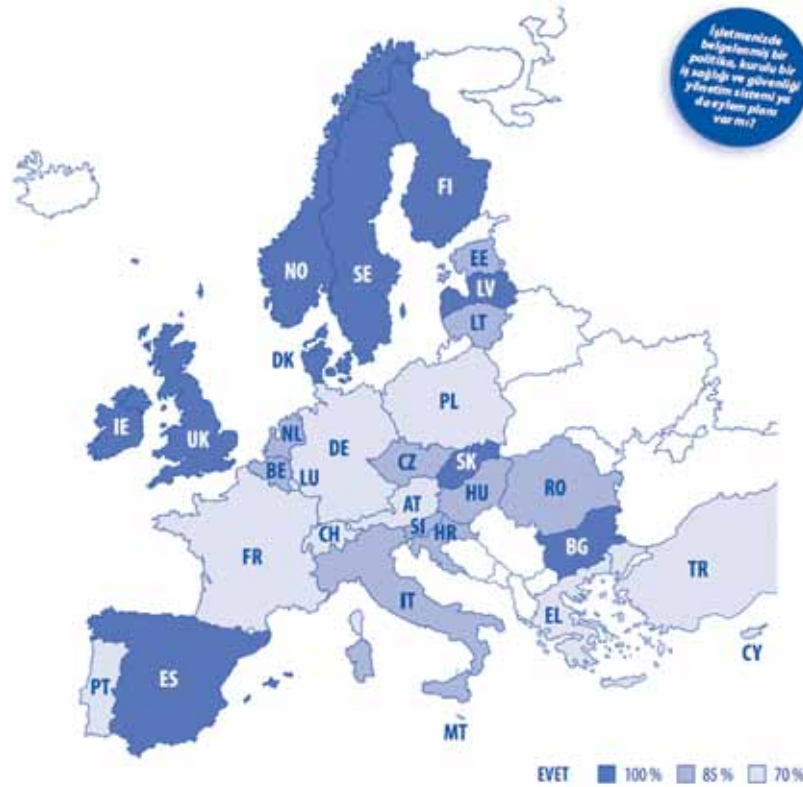 İşletmenizde
belgelenmiş bir
politika, kurulu bir
iş sağlığı ve güvenliği
yönetim sistemi ya
da eylem planı
var mı?
FI
NO
SE
EE
LV
LT
DK
IE
UK
NL
BE
LU
DE
PL
CZ
SK
AT
HU
RO
CH
SI
HR
FR
IT
BG
TR
EL
CY
PT
ES
MT
EVET 100 % 85 % 70 %